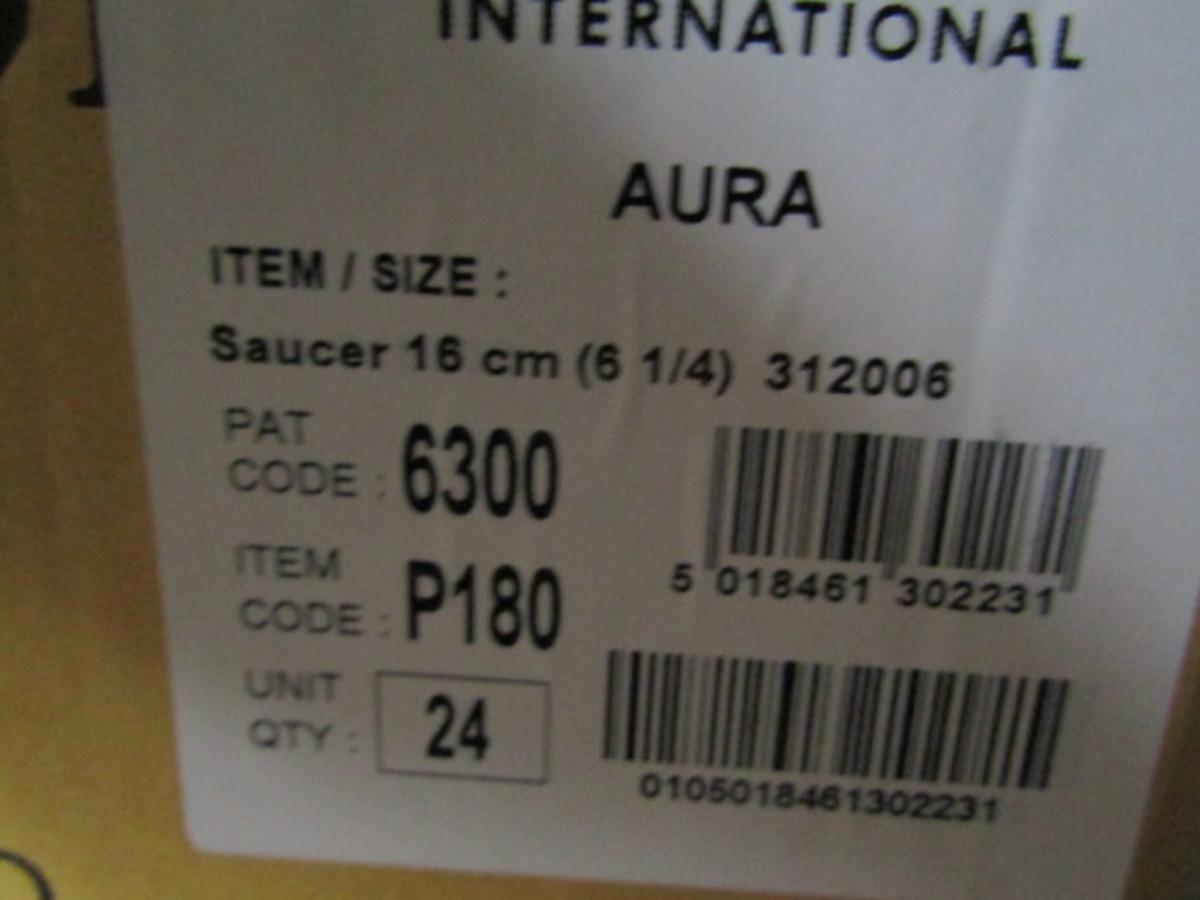 INTERNATIONAL
AURA
ITEM / SIZE :
Saucer 16 cm (6 1/4) 312006
PAT
CODE : 6300
ITEM
CODE : P180
5 018461 302231
UNIT
QTY : 24
0105018461302231